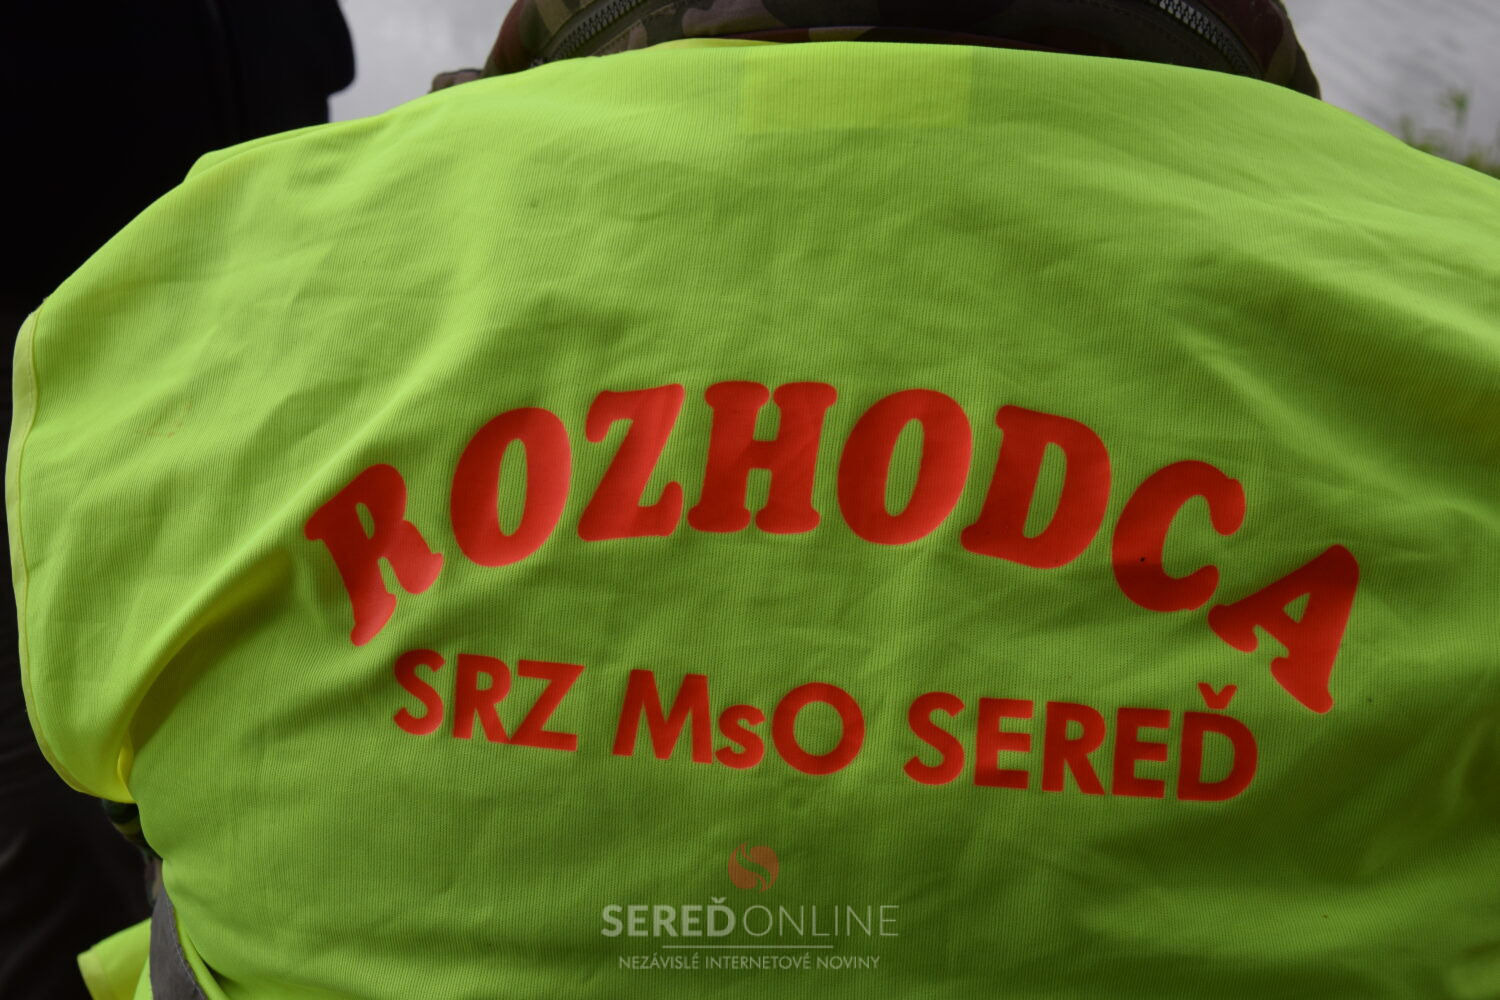 ROZHODCA
SRZ MsO SEREĎ
SEREĎONLINE
NEZÁVISLÉ INTERNETOVÉ NOVINY